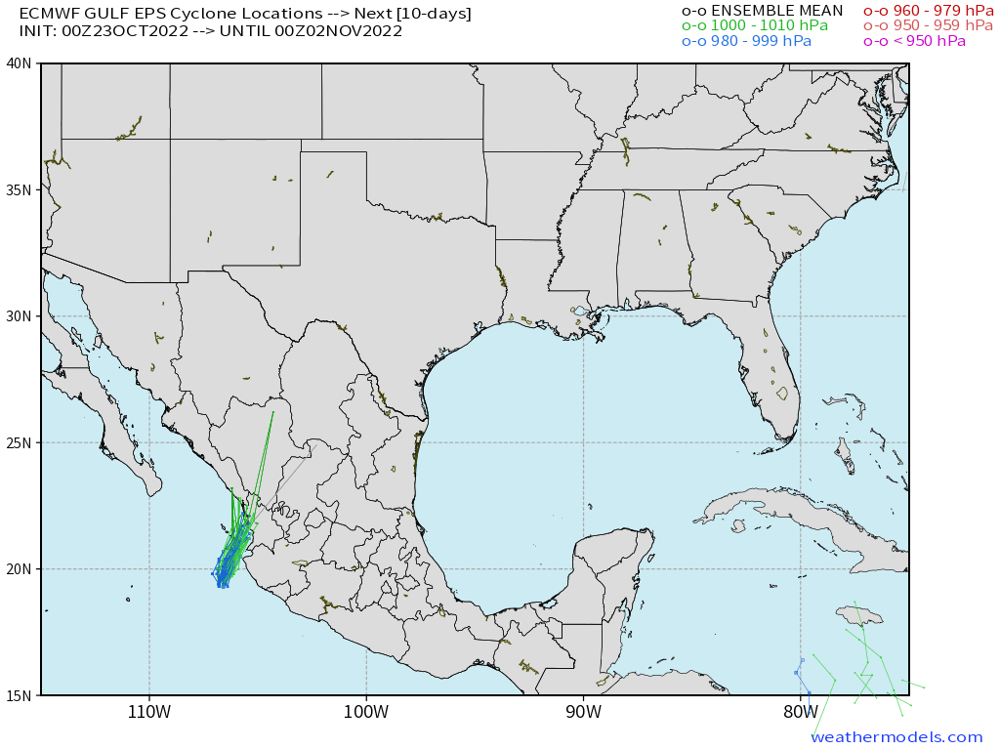 ECMWF GULF EPS Cyclone Locations --> Next [10-days]
INIT: 00Z23OCT2022 --> UNTIL 00Z02NOV2022
o-o ENSEMBLE MEAN
o-o 960 - 979 hPa
o-o 1000 - 1010 hPa
o-o 950 - 959 hPa
o-o 980 - 999 hPa
o-o < 950 hPa
40N
35N
30N
25N
20N
15N
110W
100W
90W
80W
weathermodels.com